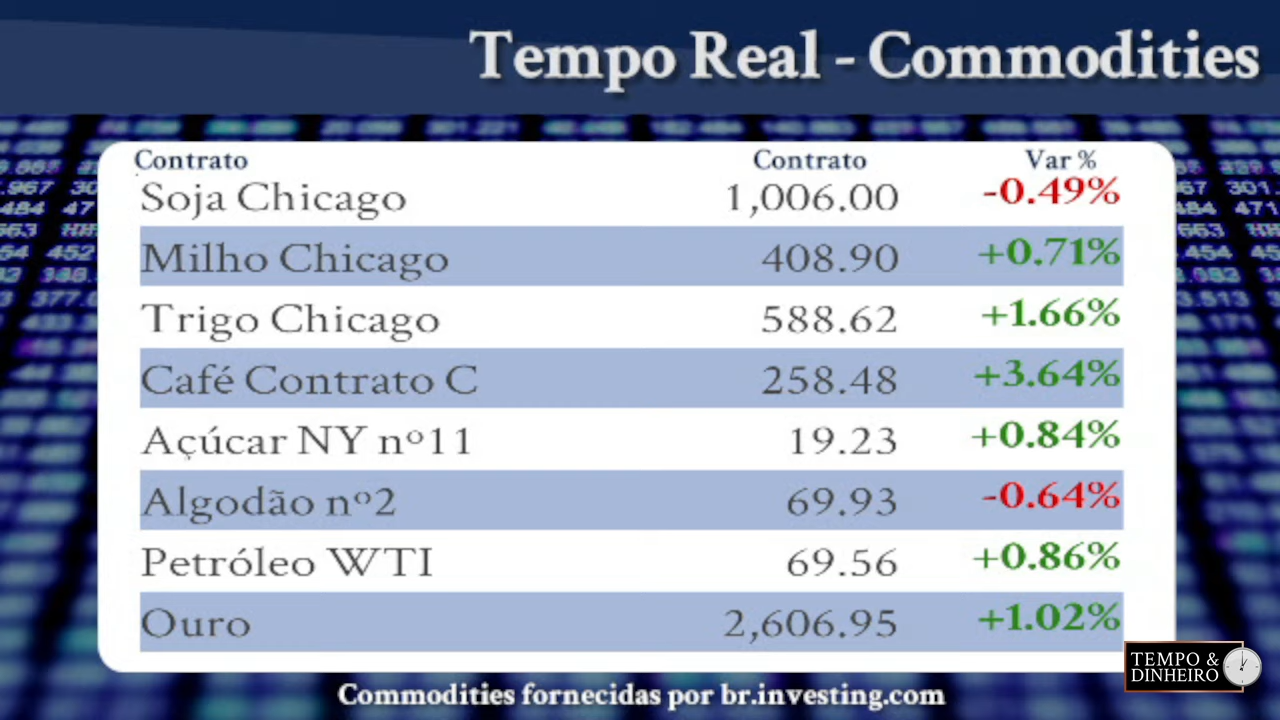 Tempo Real - Commodities
Contrato Contrato Var %
Soja Chicago 1,006.00 -0.49%
Milho Chicago 408.90 +0.71%
Trigo Chicago 588.62 +1.66%
Café Contrato C 258.48 +3.64%
Açúcar NY nº11 19.23 +0.84%
Algodão nº2 69.93 -0.64%
Petróleo WTI 69.56 +0.86%
Ouro 2,606.95 +1.02%
TEMPO &
DINHEIRO
Commodities fornecidas por br.investing.com